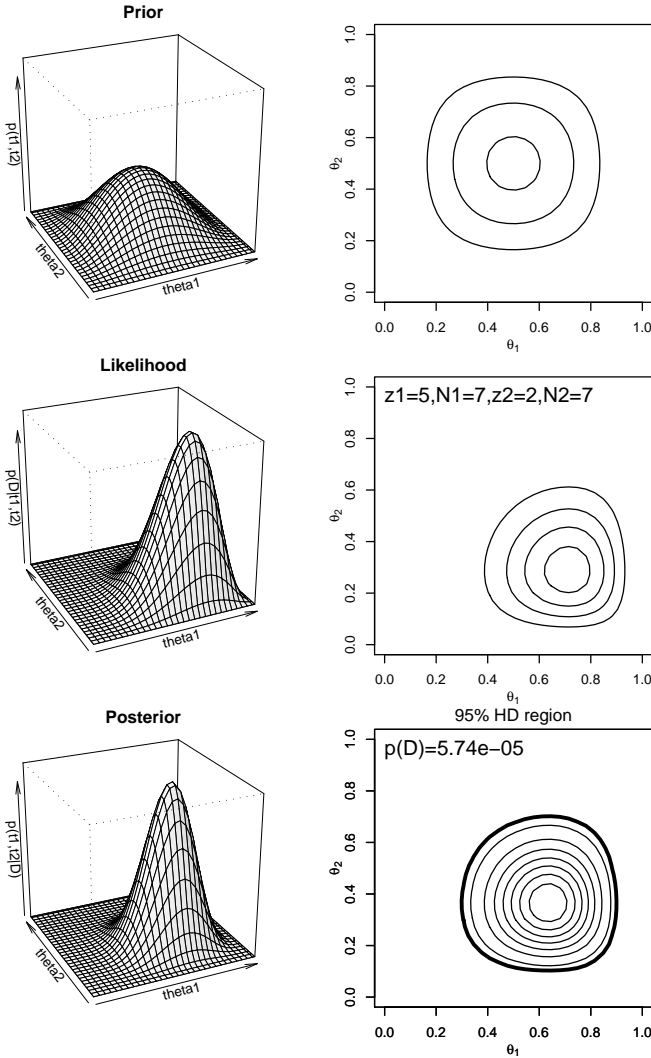 Prior
p(t1,t2)
theta2
theta1
θ2
0.0 0.2 0.4 0.6 0.8 1.0
0.0 0.2 0.4 0.6 0.8 1.0
θ1
Likelihood
p(D|t1,t2)
theta2
theta1
z1=5,N1=7,z2=2,N2=7
θ2
0.0 0.2 0.4 0.6 0.8 1.0
0.0 0.2 0.4 0.6 0.8 1.0
θ1
Posterior
p(t1,t2|D)
theta2
theta1
95% HD region
p(D)=5.74e−05
θ2
0.0 0.2 0.4 0.6 0.8 1.0
0.0 0.2 0.4 0.6 0.8 1.0
θ1